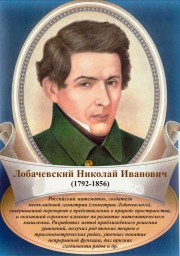 Лобачевский Николай Иванович
(1792-1856)
Российский математик, создатель
неевклидовой геометрии (геометрии Лобачевского),
совершившей переворот в представлении о природе пространства,
и оказавшей огромное влияние на развитие математического
мышления. Разработал метод приближённого решения
уравнений, получил ряд тонких теорем о
тригонометрических рядах, уточнил понятие
непрерывной функции, дал признак
сходимости рядов и др.